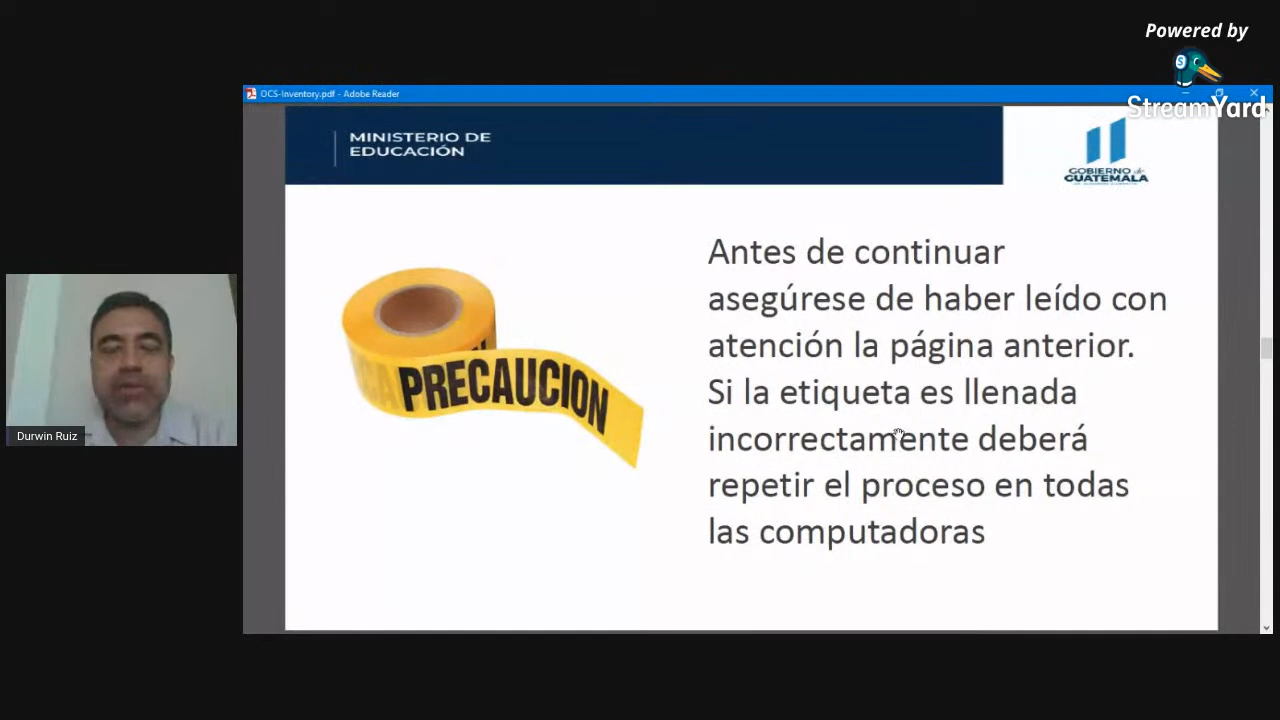 Powered by
StreamYard
OCS-Inventory.pdf - Adobe Reader
MINISTERIO DE
EDUCACIÓN
GOBIERNO de
GUATEMALA
PRECAUCION
Antes de continuar
asegúrese de haber leído con
atención la página anterior.
Si la etiqueta es llenada
incorrectamente deberá
repetir el proceso en todas
las computadoras
Durwin Ruiz